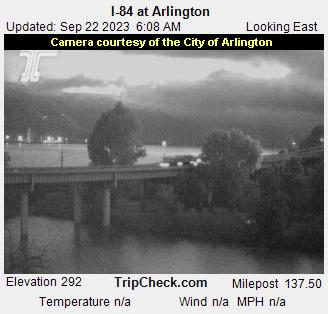 I-84 at Arlington
Updated: Sep 22 2023 6:08 AM Looking East
Camera courtesy of the City of Arlington
Elevation 292 TripCheck.com Milepost 137.50
Temperature n/a Wind n/a MPH n/a